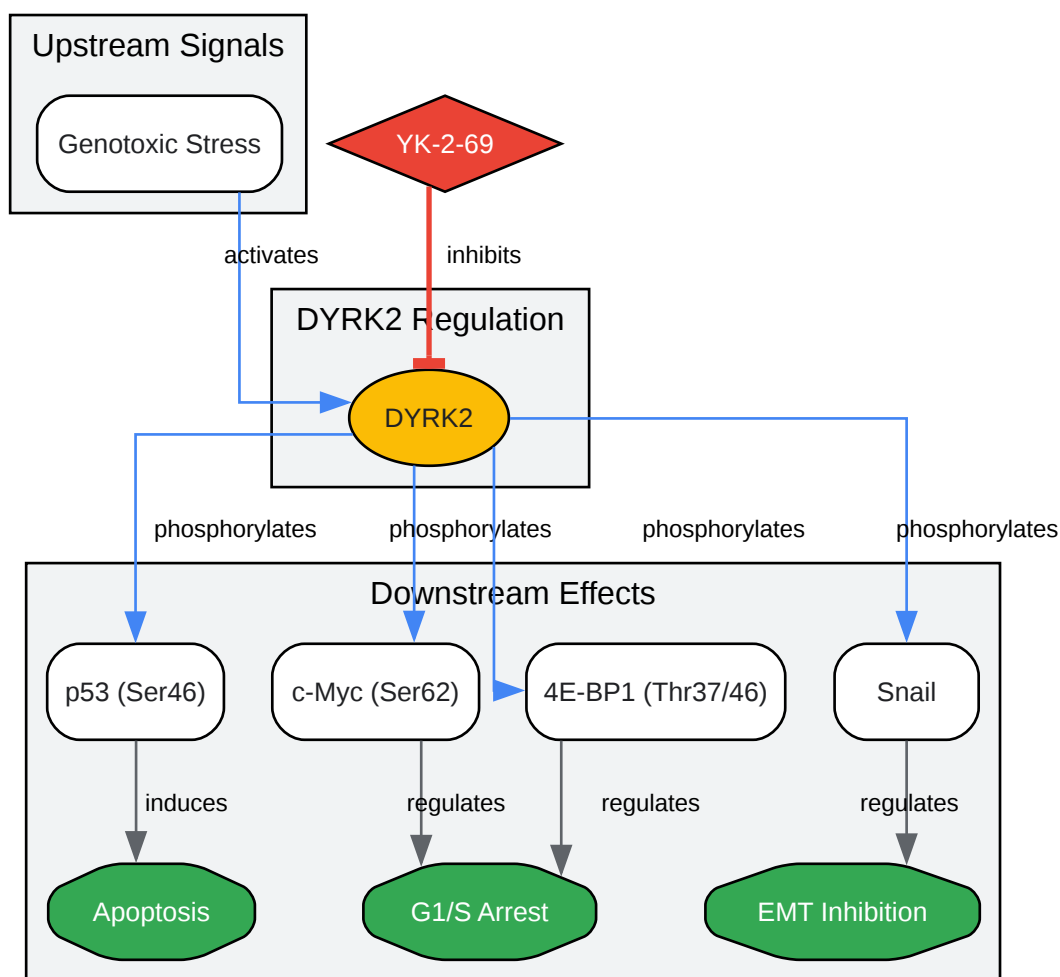 Upstream Signals
Genotoxic Stress
YK-2-69
activates
inhibits
DYRK2 Regulation
DYRK2
phosphorylates
phosphorylates
phosphorylates
phosphorylates
Downstream Effects
p53 (Ser46)
c-Myc (Ser62)
4E-BP1 (Thr37/46)
Snail
induces
regulates
regulates
regulates
Apoptosis
G1/S Arrest
EMT Inhibition